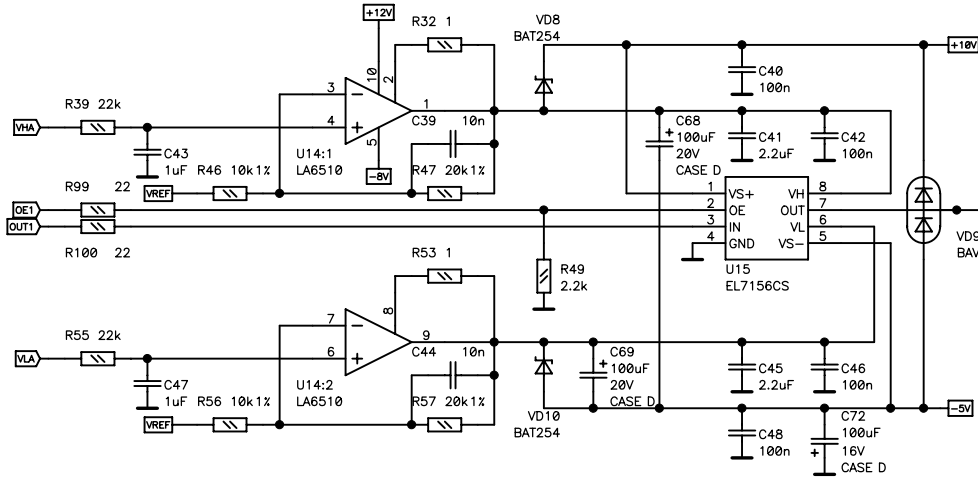 +12V
R32 1
VD8
BAT254
+10V
10
2
C40
100n
R39 22k
3
4
1
C39
10n
VHA
5
C68
100uF
20V
CASE D
C41
2.2uF
C42
100n
C43
1uF
U14:1
LA6510
-8V
R46 10k1%
R47 20k1%
VREF
R99 22
OE1
OUT1
R100 22
1 VS+
2 OE
3 IN
4 GND
VH 8
OUT 7
VL 6
VS- 5
U15
EL7156CS
VD9
BAV
R53 1
R49
2.2k
8
7
6
9
C44
10n
R55 22k
VLA
C69
100uF
20V
CASE D
C45
2.2uF
C46
100n
C47
1uF
U14:2
LA6510
R56 10k1%
R57 20k1%
VREF
VD10
BAT254
-5V
C48
100n
C72
100uF
16V
CASE D